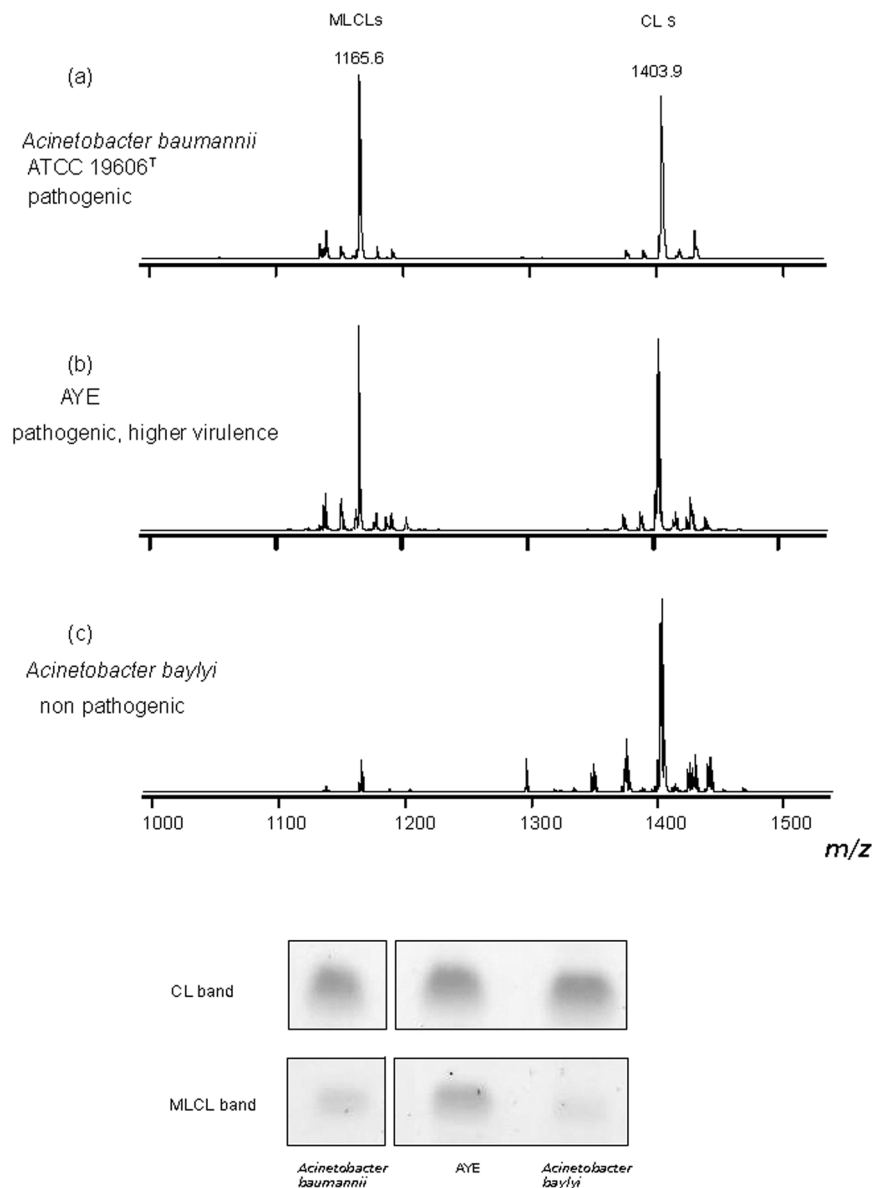 MLCLs CL s
1165.6 1403.9
(a)
Acinetobacter baumannii
ATCC 19606ᵀ
pathogenic
(b)
AYE
pathogenic, higher virulence
(c)
Acinetobacter baylyi
non pathogenic
1000 1100 1200 1300 1400 1500
m/z
CL band
MLCL band
Acinetobacter AYE Acinetobacter
baumannii baylyi